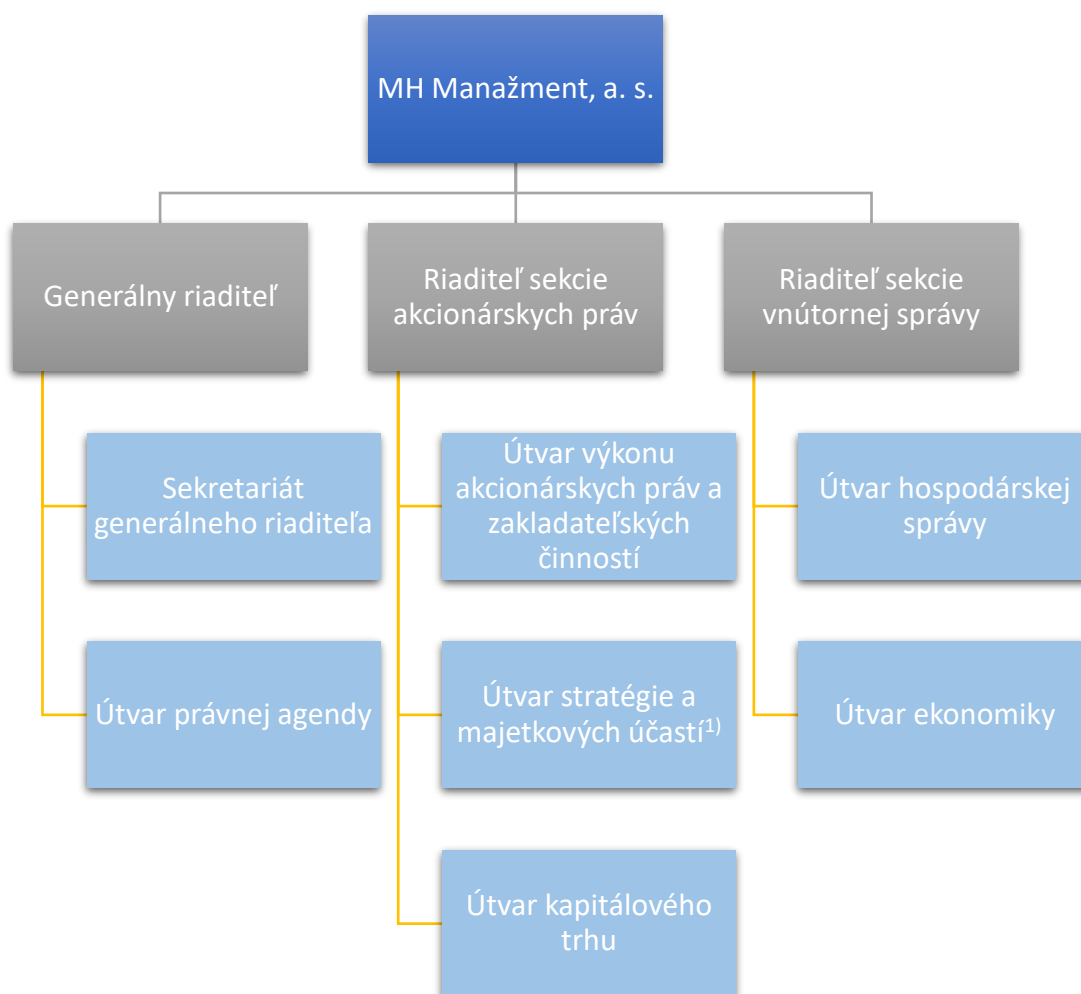 MH Manažment, a. s.
Generálny riaditeľ
Riaditeľ sekcie
akcionárskych práv
Riaditeľ sekcie
vnútornej správy
Sekretariát
generálneho riaditeľa
Útvar výkonu
akcionárskych práv a
zakladateľských
činností
Útvar hospodárskej
správy
Útvar právnej agendy
Útvar stratégie a
majetkových účastí¹⁾
Útvar ekonomiky
Útvar kapitálového
trhu